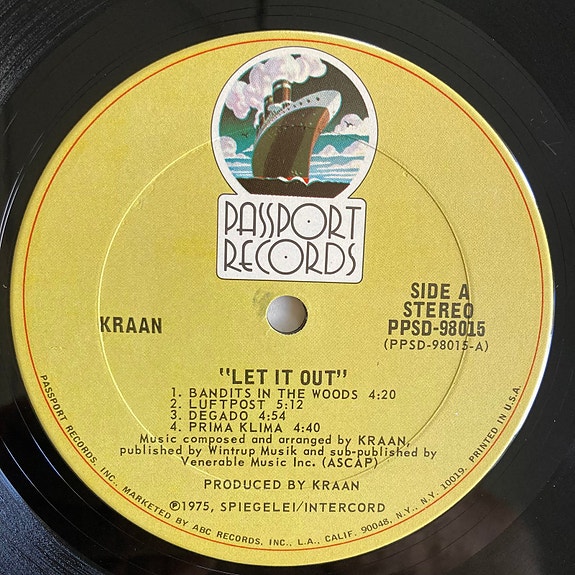 PASSPORT
RECORDS
KRAAN
SIDE A
STEREO
PPSD-98015
(PPSD-98015-A)
"LET IT OUT"
1. BANDITS IN THE WOODS 4:20
2. LUFTPOST 5:12
3. DEGADO 4:54
4. PRIMA KLIMA 4:40
Music composed and arranged by KRAAN,
published by Wintrup Musik and sub-published by
Venerable Music Inc. (ASCAP)
PRODUCED BY KRAAN
℗1975, SPIEGELEI/INTERCORD
PASSPORT RECORDS, INC., MARKETED BY ABC RECORDS, INC., L.A., CALIF. 90048, N.Y., N.Y. 10019. PRINTED IN U.S.A.